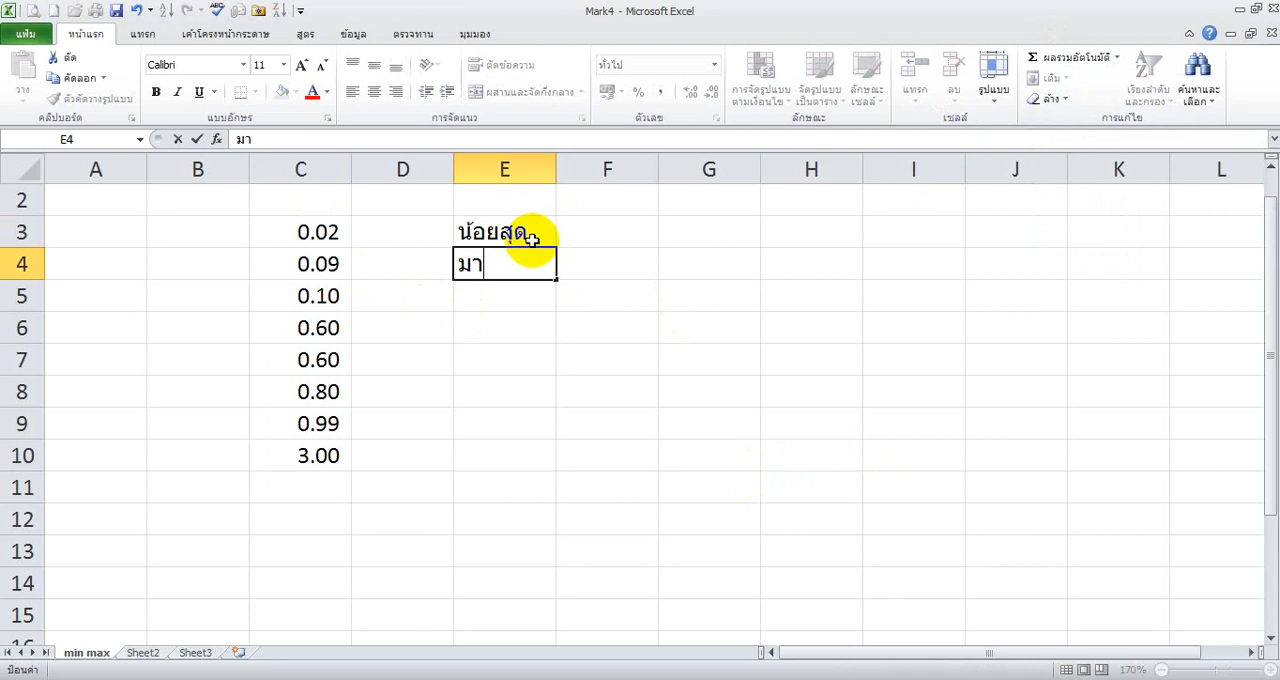 Mark4 - Microsoft Excel
แฟ้ม หน้าแรก แทรก เค้าโครงหน้ากระดาษ สูตร ข้อมูล ตรวจทาน มุมมอง
วาง
ตัด
คัดลอก
ตัวคัดวางรูปแบบ
คลิปบอร์ด
Calibri 11
B I U A
แบบอักษร
ตัดข้อความ
ผสานและจัดกึ่งกลาง
การจัดแนว
ทั่วไป
%
ตัวเลข
การจัดรูปแบบตามเงื่อนไข
จัดรูปแบบเป็นตาราง
ลักษณะเซลล์
ลักษณะ
แทรก ลบ รูปแบบ
เซลล์
Σ ผลรวมอัตโนมัติ
เติม
ล้าง
เรียงลำดับและกรอง
ค้นหาและเลือก
การแก้ไข
E4 fx มา
A B C D E F G H I J K L
2
3 0.02 น้อยสุด
4 0.09 มา
5 0.10
6 0.60
7 0.60
8 0.80
9 0.99
10 3.00
11
12
13
14
15
min max Sheet2 Sheet3
ป้อนค่า 170%